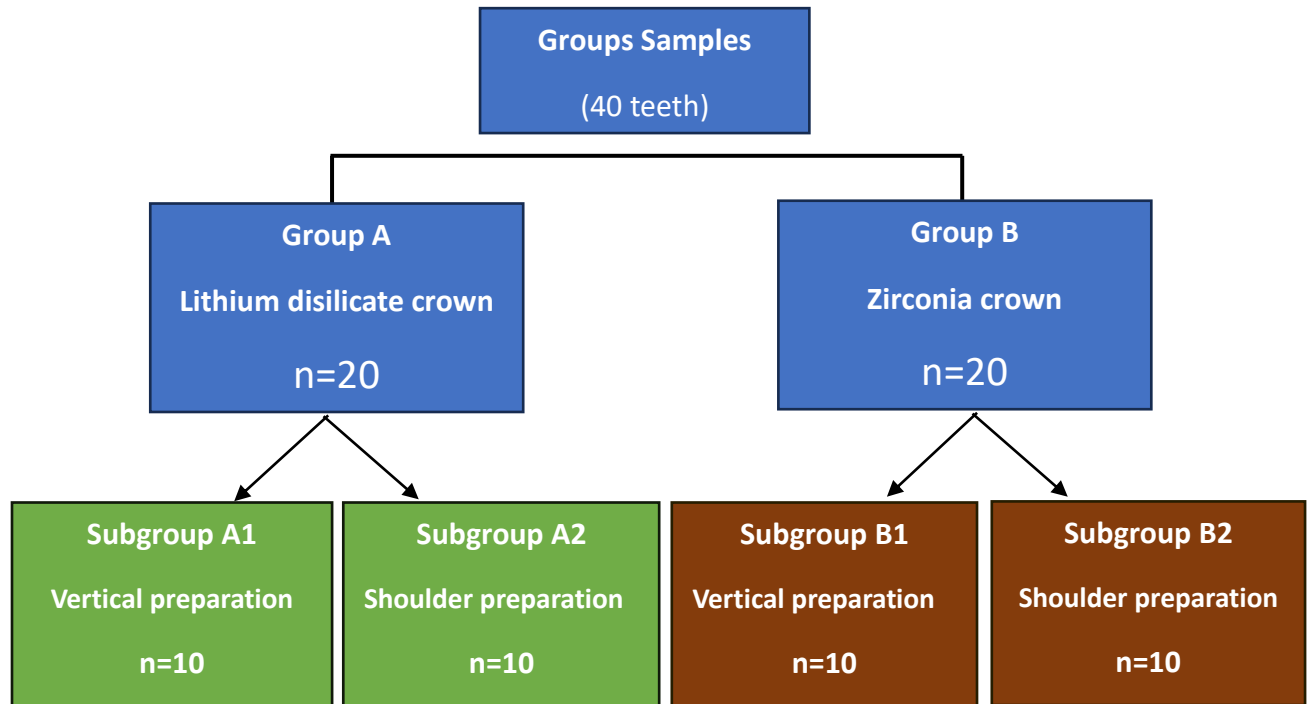 Groups Samples
(40 teeth)
Group A
Lithium disilicate crown
n=20
Group B
Zirconia crown
n=20
Subgroup A1
Vertical preparation
n=10
Subgroup A2
Shoulder preparation
n=10
Subgroup B1
Vertical preparation
n=10
Subgroup B2
Shoulder preparation
n=10